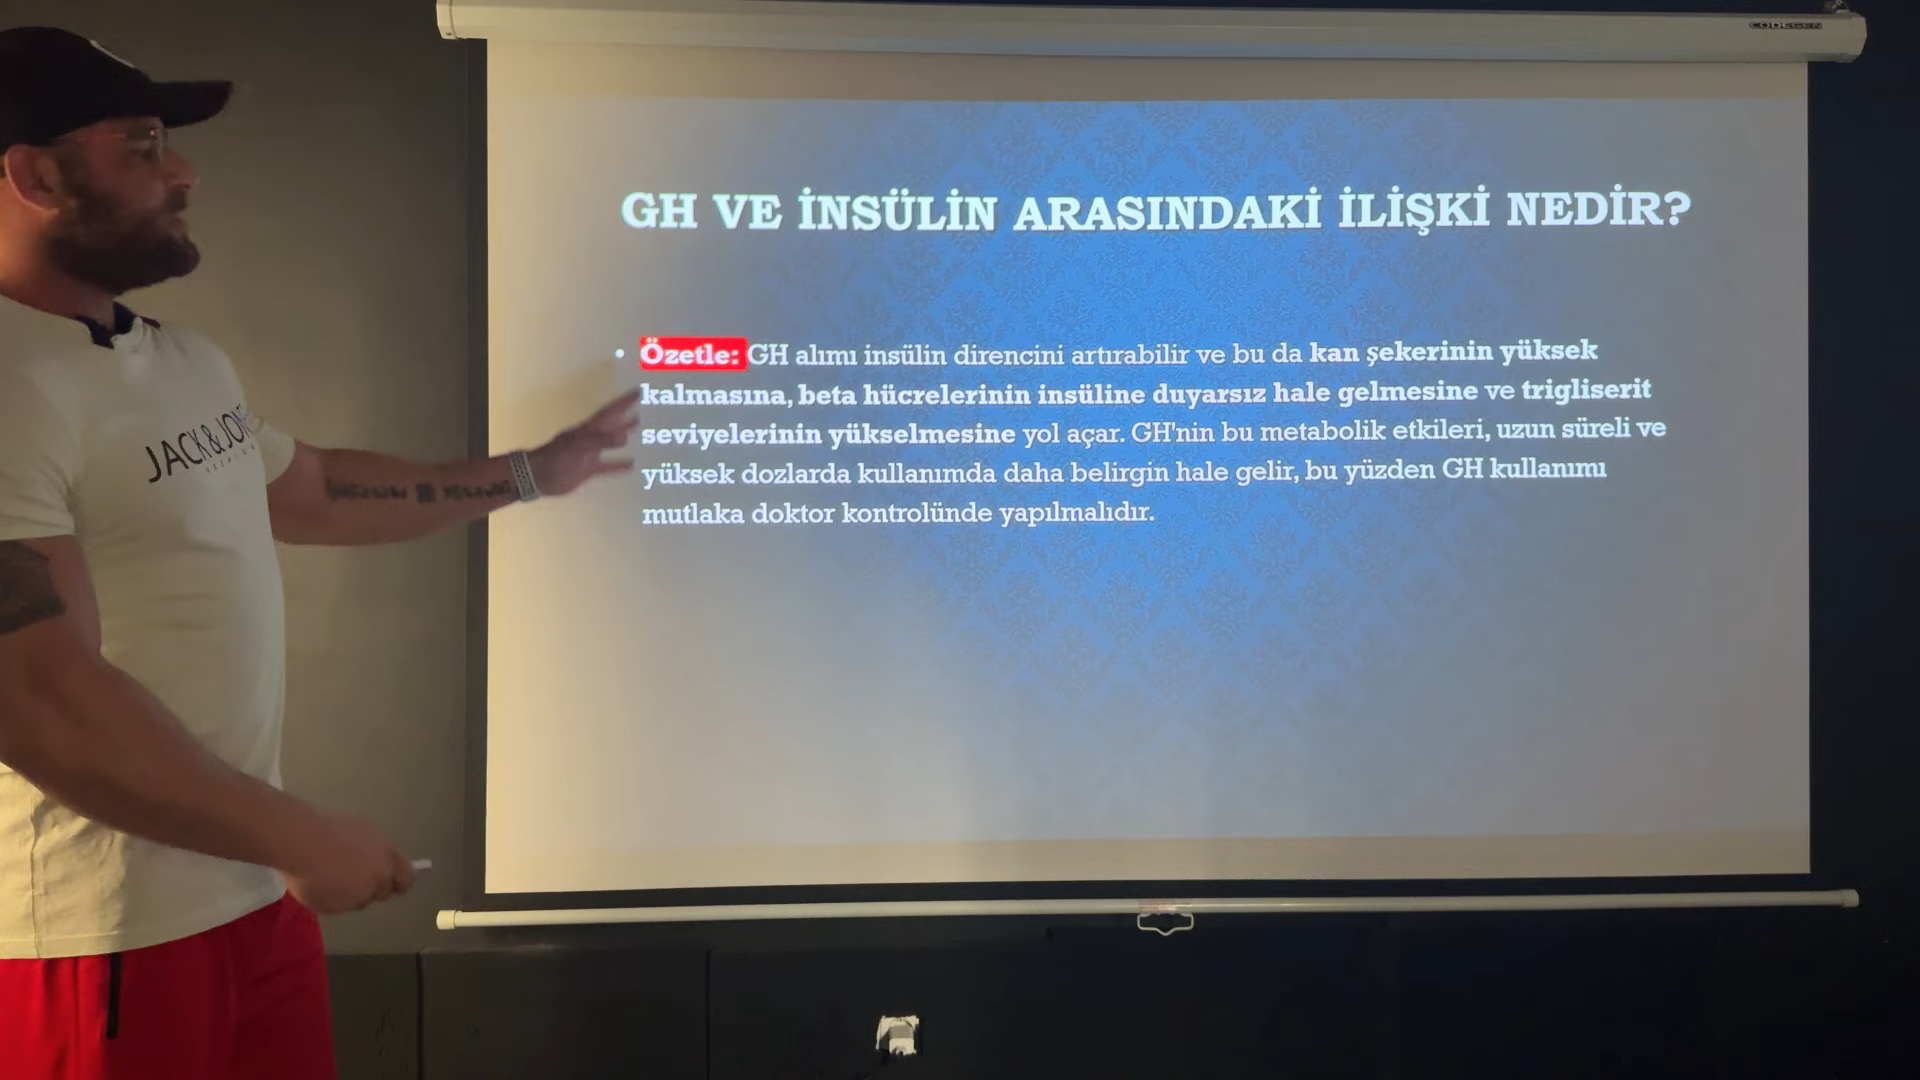 CODEGEN
GH VE İNSÜLİN ARASINDAKİ İLİŞKİ NEDİR?
• Özetle: GH alımı insülin direncini artırabilir ve bu da kan şekerinin yüksek
kalmasına, beta hücrelerinin insüline duyarsız hale gelmesine ve trigliserit
seviyelerinin yükselmesine yol açar. GH'nin bu metabolik etkileri, uzun süreli ve
yüksek dozlarda kullanımda daha belirgin hale gelir, bu yüzden GH kullanımı
mutlaka doktor kontrolünde yapılmalıdır.
JACK&JONES